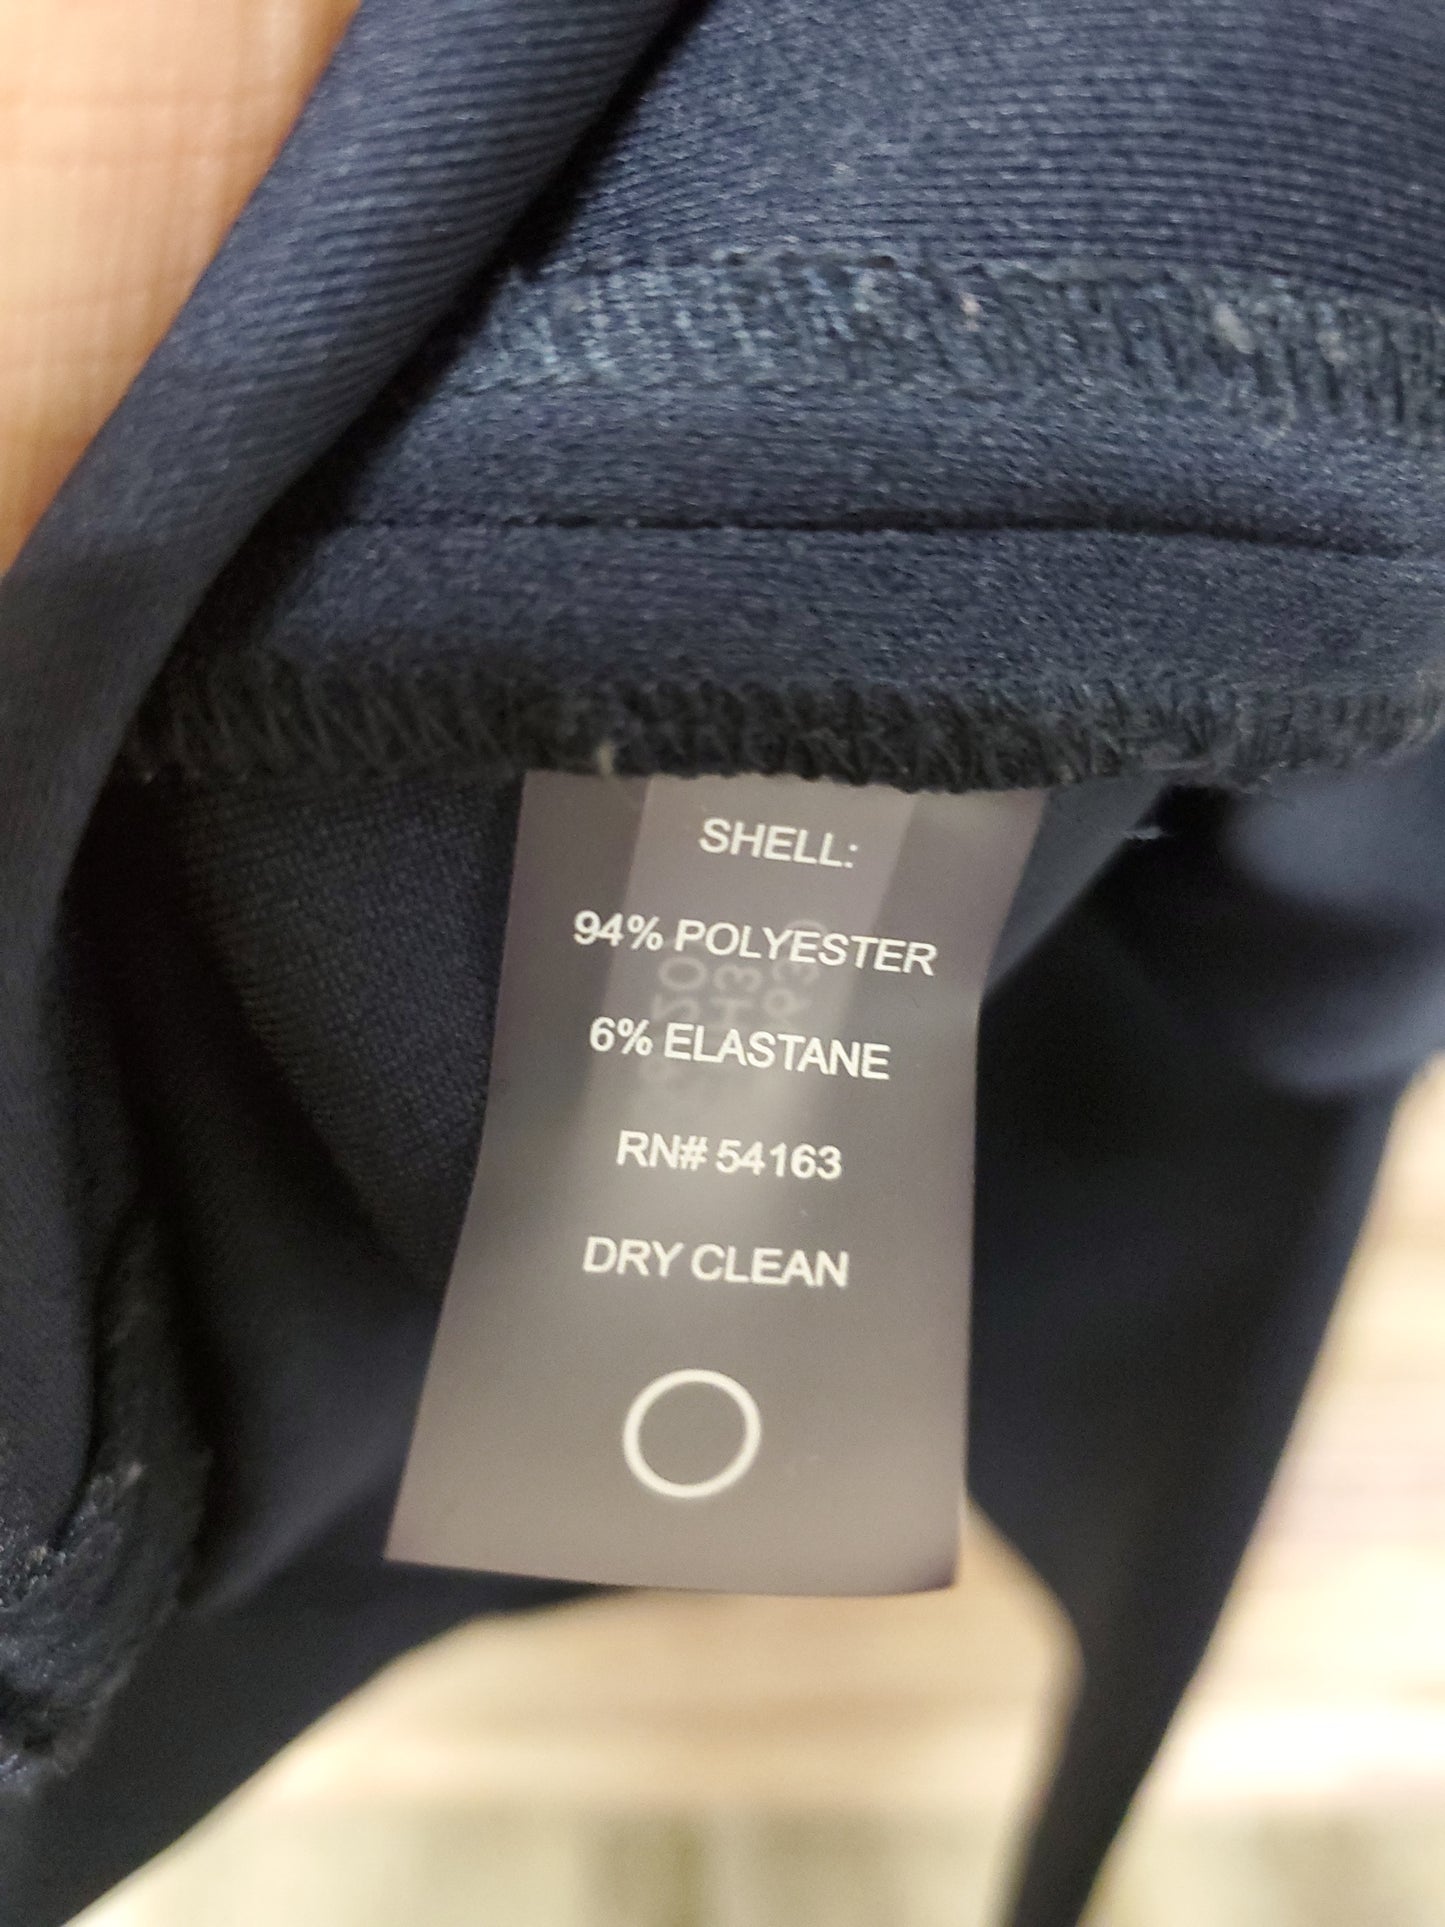 SHELL:
94% POLYESTER
6% ELASTANE
RN# 54163
DRY CLEAN